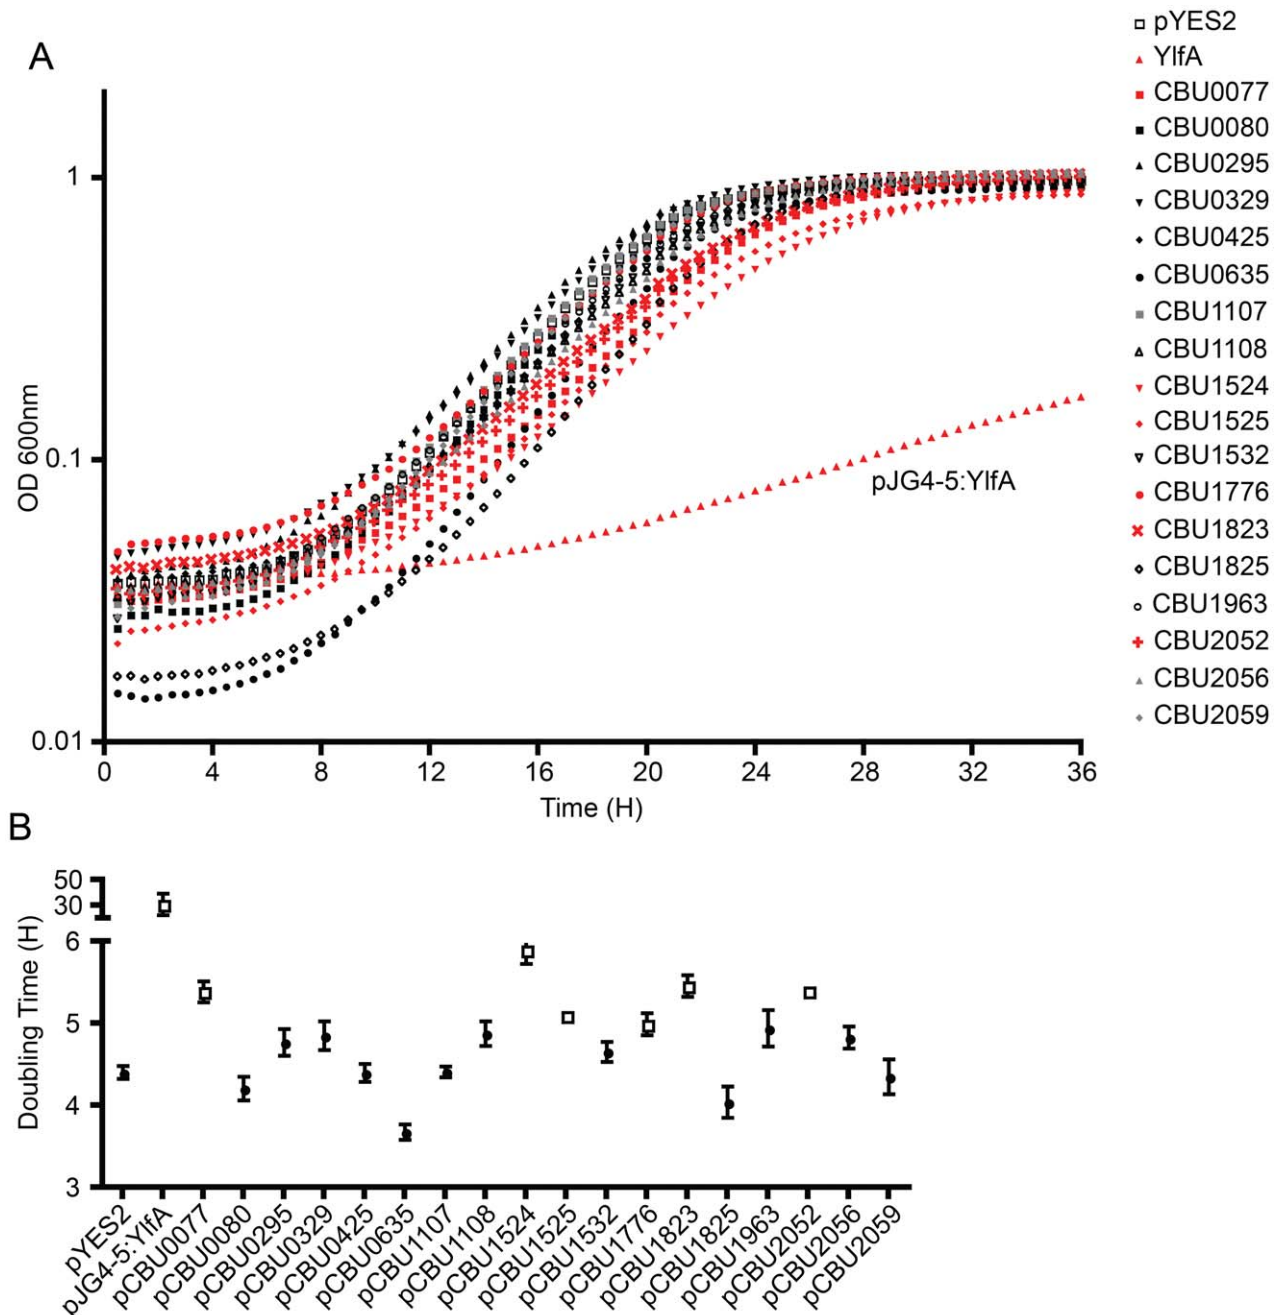 A
OD 600nm
1
0.1
0.01
0 4 8 12 16 20 24 28 32 36
Time (H)
pJG4-5:YlfA
pYES2
YlfA
CBU0077
CBU0080
CBU0295
CBU0329
CBU0425
CBU0635
CBU1107
CBU1108
CBU1524
CBU1525
CBU1532
CBU1776
CBU1823
CBU1825
CBU1963
CBU2052
CBU2056
CBU2059
B
Doubling Time (H)
50
30
6
5
4
3
pYES2
pJG4-5:YlfA
pCBU0077
pCBU0080
pCBU0295
pCBU0329
pCBU0425
pCBU0635
pCBU1107
pCBU1108
pCBU1524
pCBU1525
pCBU1532
pCBU1776
pCBU1823
pCBU1825
pCBU1963
pCBU2052
pCBU2056
pCBU2059